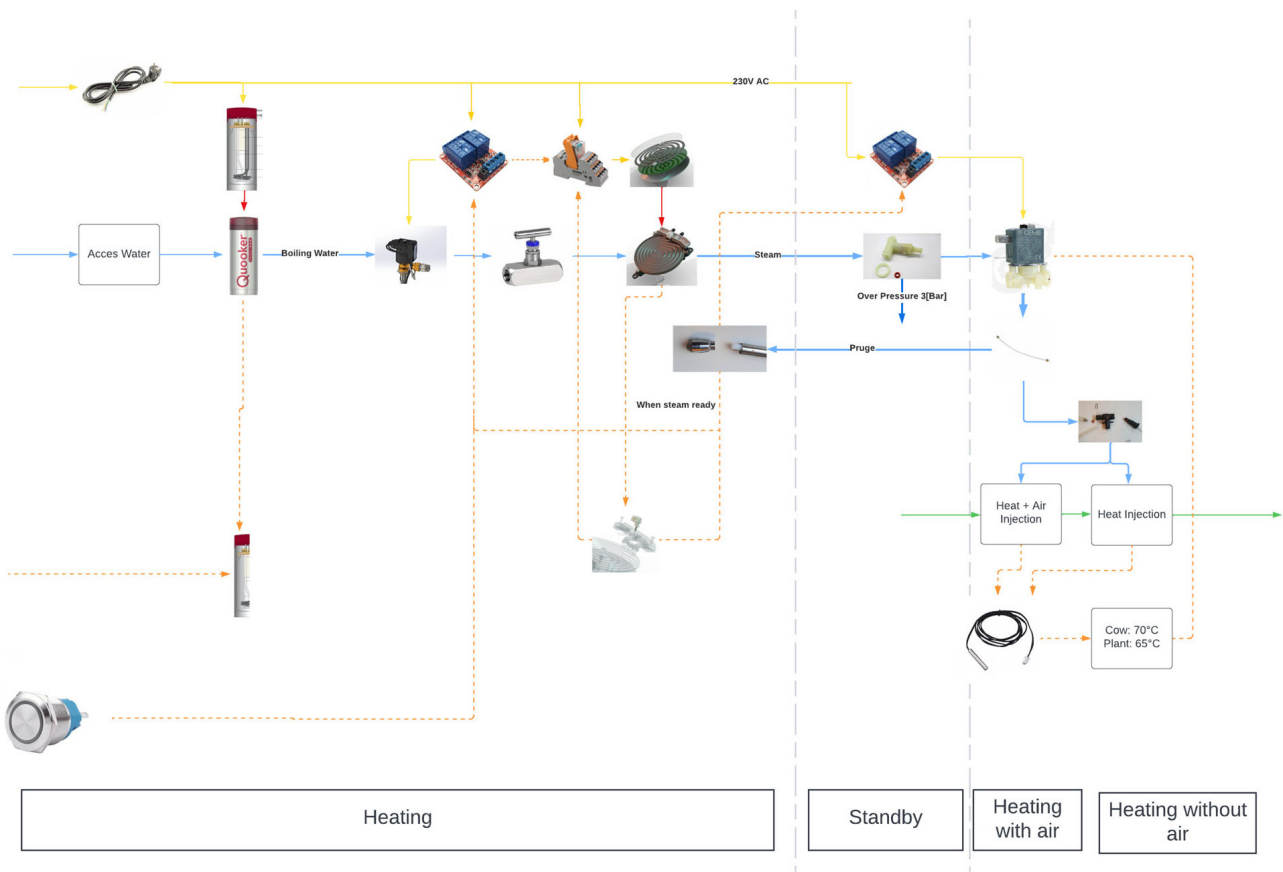 230V AC
Acces Water
Quooker
Boiling Water
Steam
Over Pressure 3[Bar]
Pruge
When steam ready
Heat + Air
Injection
Heat Injection
Cow: 70°C
Plant: 65°C
Heating
Standby
Heating
with air
Heating without
air